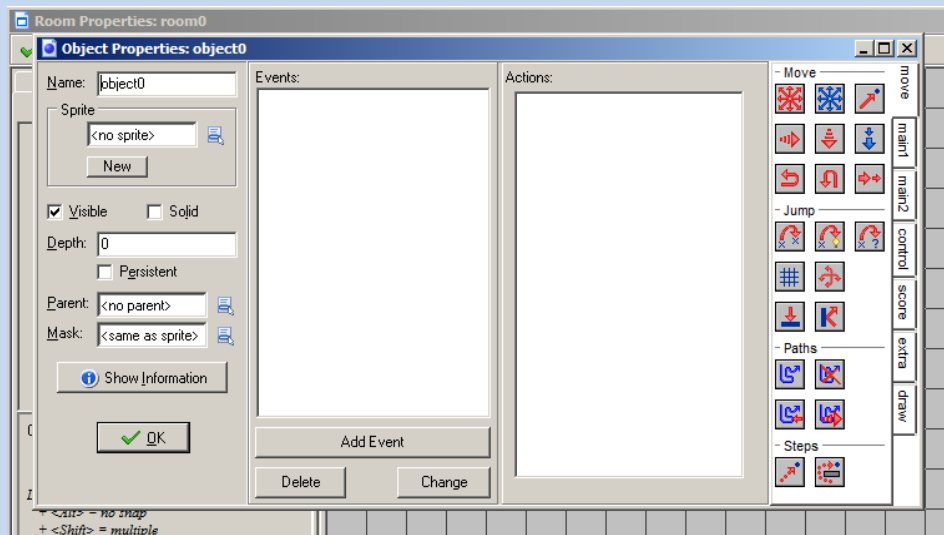 Room Properties: room0
Object Properties: object0
Name: object0
Sprite
<no sprite>
New
Visible
Solid
Depth: 0
Persistent
Parent: <no parent>
Mask: <same as sprite>
Show Information
OK
Events:
Add Event
Delete
Change
Actions:
Move
Jump
Paths
Steps
move
main1
main2
control
score
extra
draw
+ <Alt> = no snap
+ <Shift> = multiple